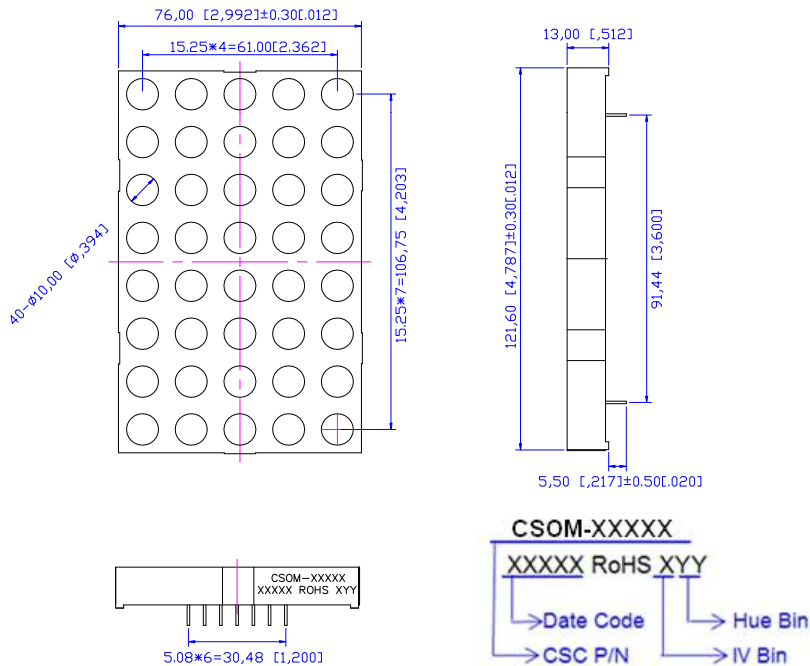 76,00 [2,992]±0.30[.012]
15.25*4=61.00[2.362]
13,00 [,512]
40-ø10,00 [ø,394]
15.25*7=106,75 [4,203]
121,60 [4,787]±0.30[.012]
91,44 [3,600]
5,50 [,217]±0.50[.020]
CSOM-XXXXX
XXXXX ROHS XYY
5.08*6=30,48 [1,200]
CSOM-XXXXX
XXXXX RoHS XYY
Date Code
Hue Bin
CSC P/N
IV Bin